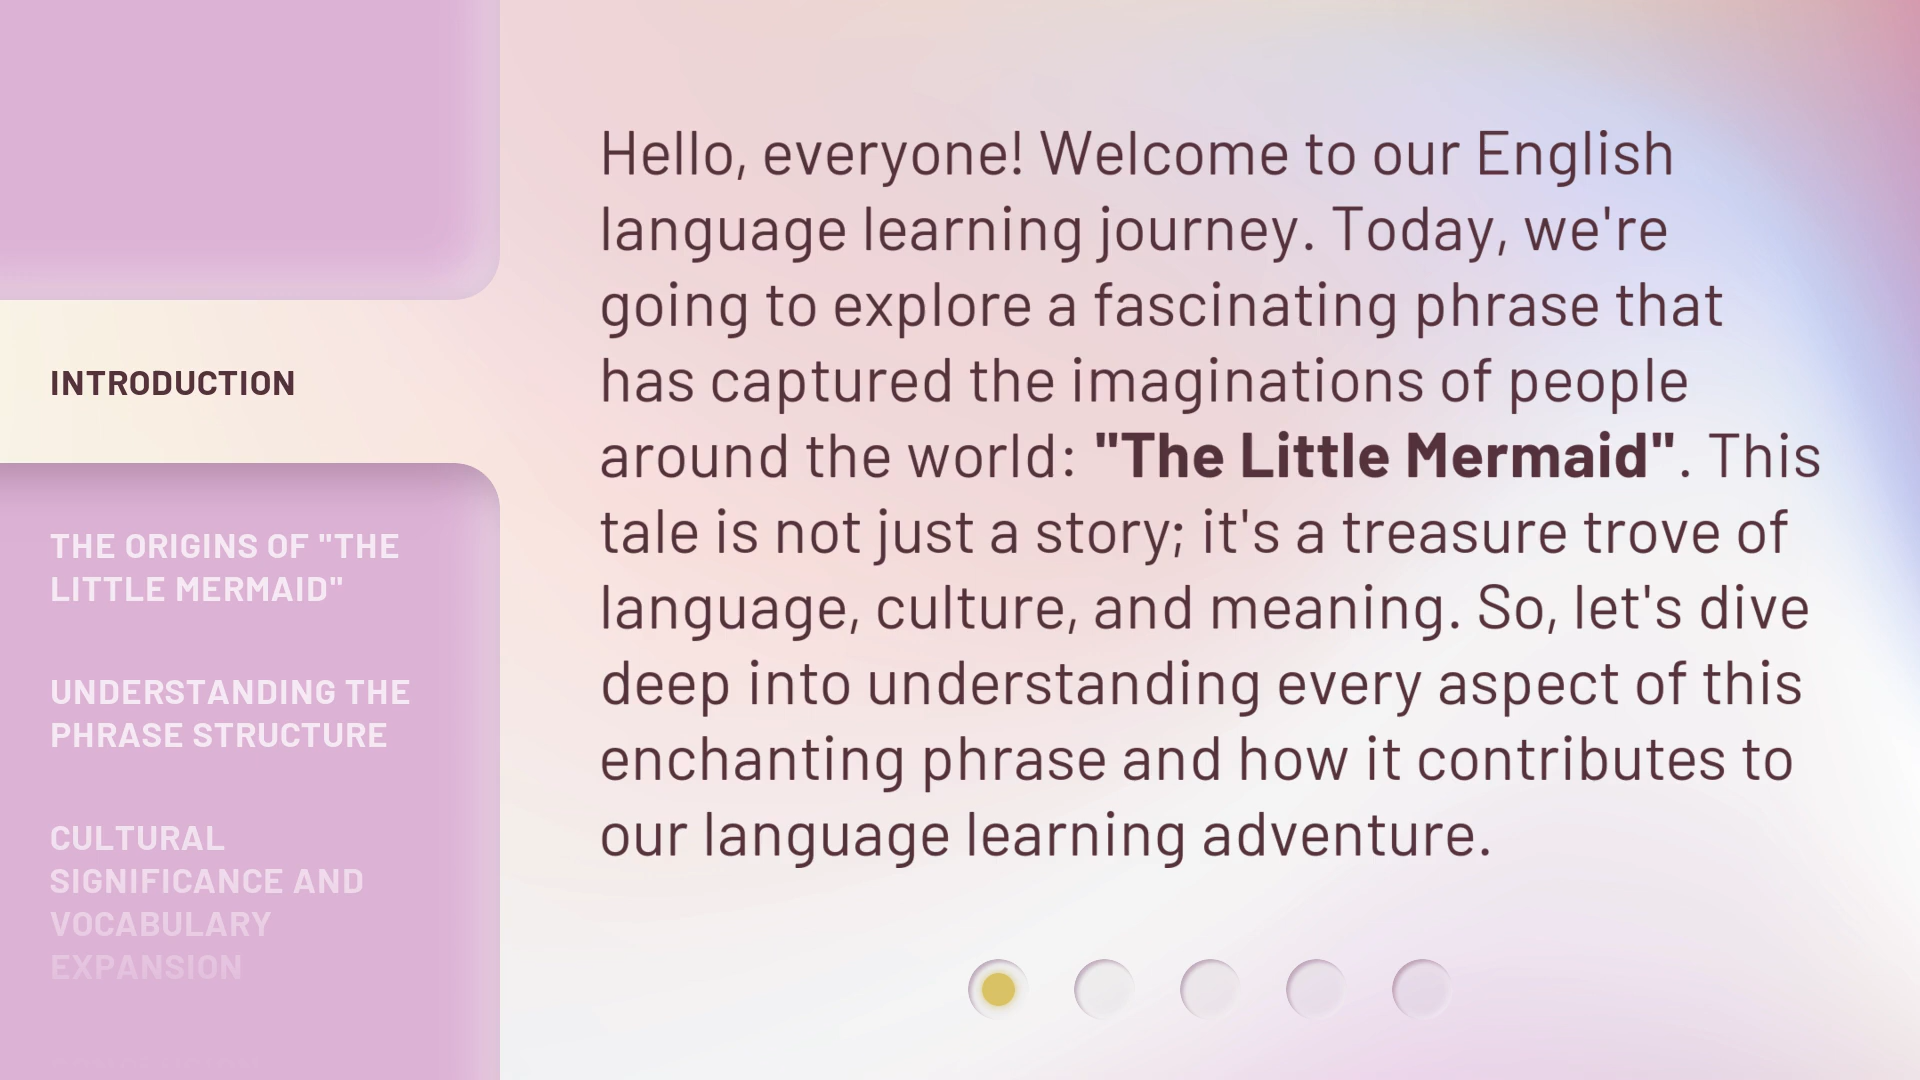 INTRODUCTION
THE ORIGINS OF "THE
LITTLE MERMAID"
UNDERSTANDING THE
PHRASE STRUCTURE
CULTURAL
SIGNIFICANCE AND
VOCABULARY
EXPANSION
Hello, everyone! Welcome to our English
language learning journey. Today, we're
going to explore a fascinating phrase that
has captured the imaginations of people
around the world: "The Little Mermaid". This
tale is not just a story; it's a treasure trove of
language, culture, and meaning. So, let's dive
deep into understanding every aspect of this
enchanting phrase and how it contributes to
our language learning adventure.